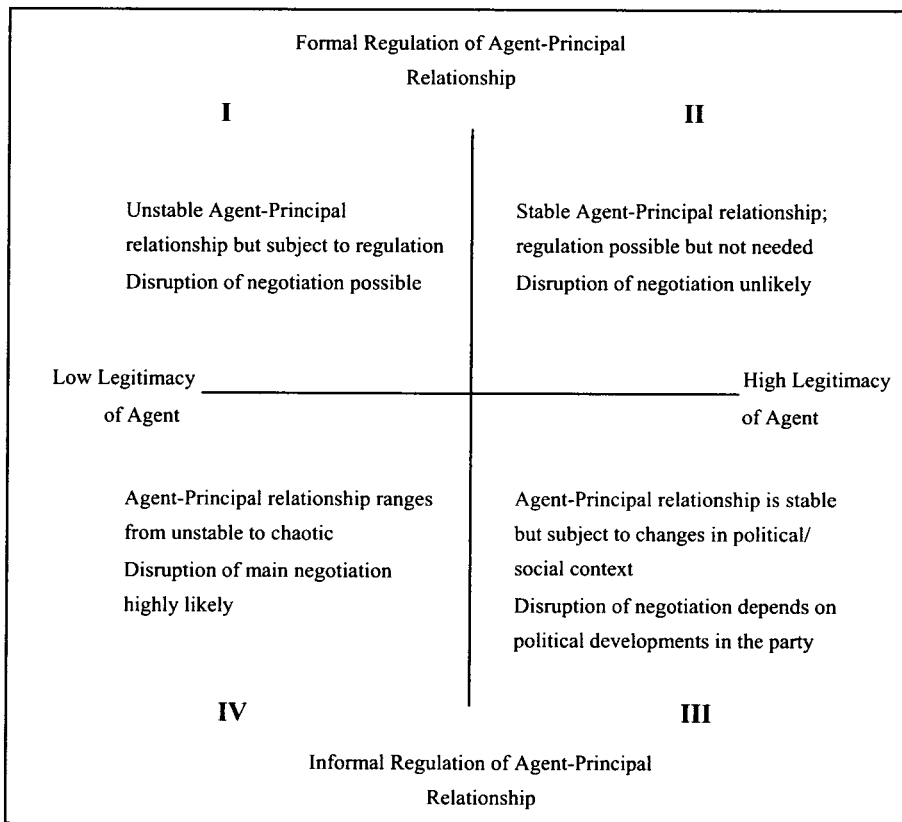 Formal Regulation of Agent-Principal
Relationship
I
II
Unstable Agent-Principal
relationship but subject to regulation
Disruption of negotiation possible
Stable Agent-Principal relationship;
regulation possible but not needed
Disruption of negotiation unlikely
Low Legitimacy
of Agent
High Legitimacy
of Agent
Agent-Principal relationship ranges
from unstable to chaotic
Disruption of main negotiation
highly likely
Agent-Principal relationship is stable
but subject to changes in political/
social context
Disruption of negotiation depends on
political developments in the party
IV
III
Informal Regulation of Agent-Principal
Relationship